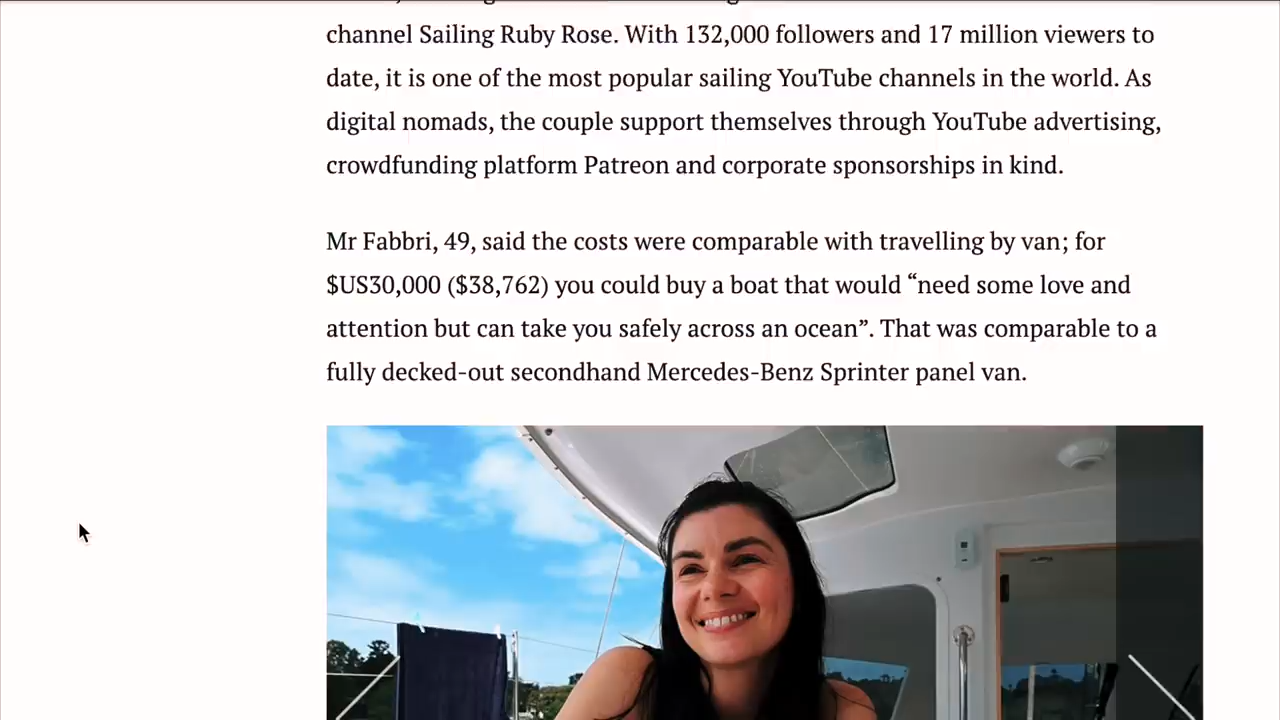 channel Sailing Ruby Rose. With 132,000 followers and 17 million viewers to
date, it is one of the most popular sailing YouTube channels in the world. As
digital nomads, the couple support themselves through YouTube advertising,
crowdfunding platform Patreon and corporate sponsorships in kind.
Mr Fabbri, 49, said the costs were comparable with travelling by van; for
$US30,000 ($38,762) you could buy a boat that would “need some love and
attention but can take you safely across an ocean”. That was comparable to a
fully decked-out secondhand Mercedes-Benz Sprinter panel van.